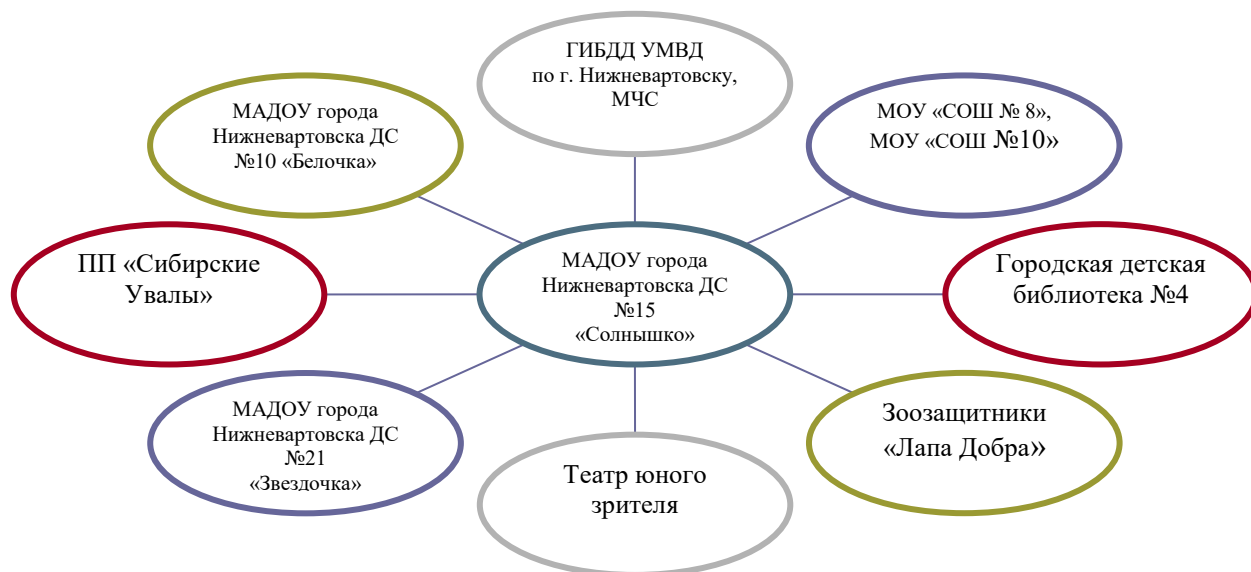 ГИБДД УМВД
по г. Нижневартовску,
МЧС
МАДОУ города
Нижневартовска ДС
№10 «Белочка»
МОУ «СОШ № 8»,
МОУ «СОШ №10»
ПП «Сибирские
Увалы»
МАДОУ города
Нижневартовска ДС
№15
«Солнышко»
Городская детская
библиотека №4
МАДОУ города
Нижневартовска ДС
№21
«Звездочка»
Театр юного
зрителя
Зоозащитники
«Лапа Добра»